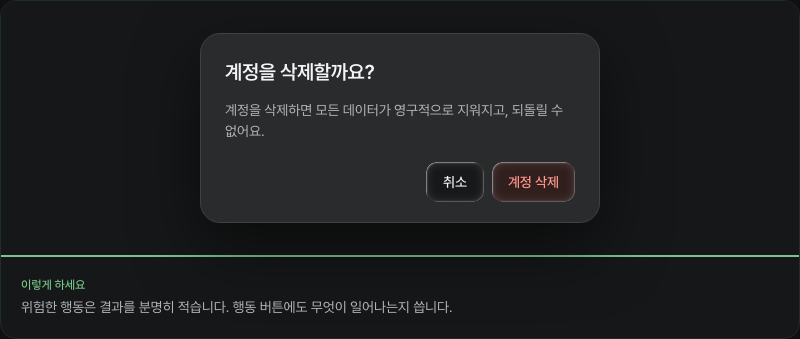 계정을 삭제할까요?
계정을 삭제하면 모든 데이터가 영구적으로 지워지고, 되돌릴 수
없어요.
취소
계정 삭제
이렇게 하세요
위험한 행동은 결과를 분명히 적습니다. 행동 버튼에도 무엇이 일어나는지 씁니다.